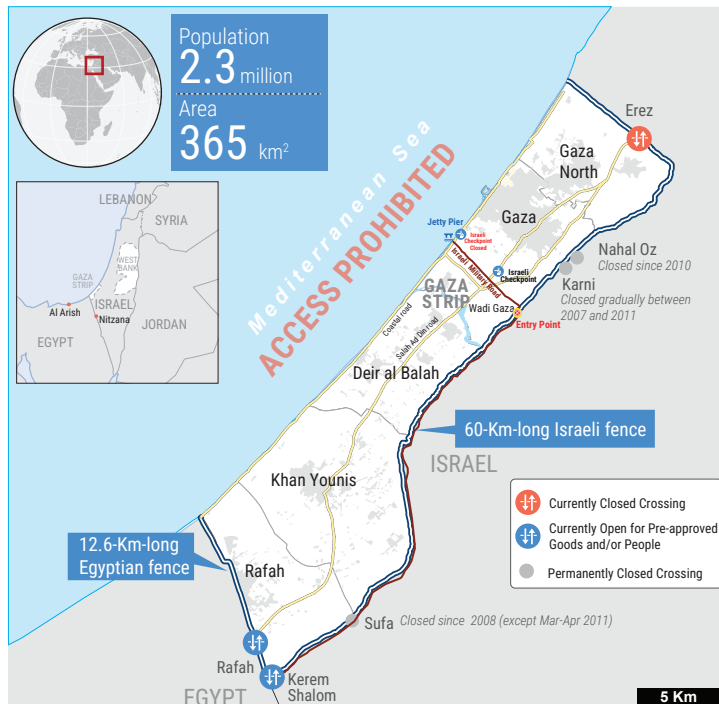 Population
2.3 million
Area
365 km²
Mediterranean Sea
ACCESS PROHIBITED
LEBANON
SYRIA
WEST
BANK
GAZA
STRIP
Al Arish
ISRAEL
Nitzana
JORDAN
EGYPT
Erez
Gaza
North
Gaza
Jetty Pier
Israeli
Checkpoint
Closed
Israeli Military Road
Israeli
Checkpoint
Nahal Oz
Closed since 2010
Karni
Closed gradually between
2007 and 2011
GAZA
STRIP
Wadi Gaza
Entry Point
Coastal road
Salah Ad Din road
Deir al Balah
60-Km-long Israeli fence
ISRAEL
Khan Younis
12.6-Km-long
Egyptian fence
Rafah
Sufa Closed since 2008 (except Mar-Apr 2011)
Rafah
Kerem
Shalom
EGYPT
Currently Closed Crossing
Currently Open for Pre-approved
Goods and/or People
Permanently Closed Crossing
5 Km